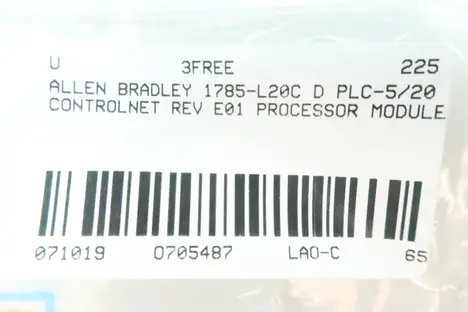 U 3FREE 225
ALLEN BRADLEY 1785-L20C D PLC-5/20
CONTROLNET REV E01 PROCESSOR MODULE
071019 0705487 LAO-C 65